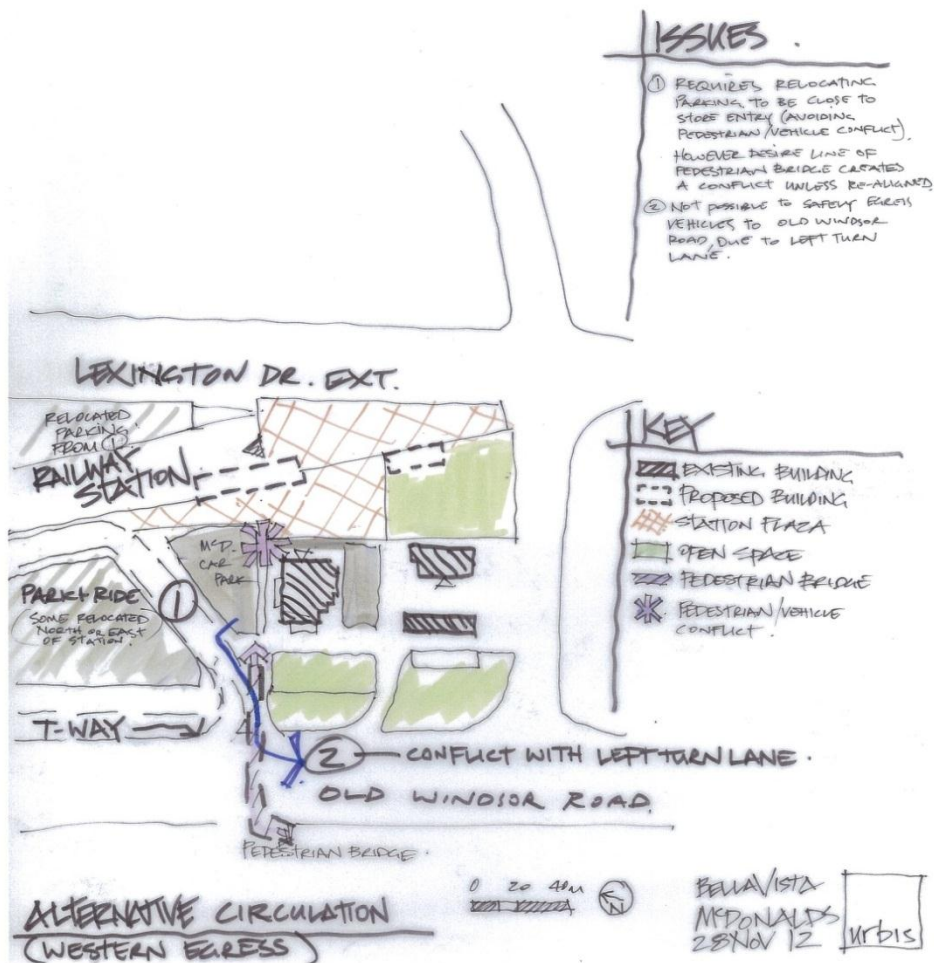 ISSUES.
① REQUIRES RELOCATING
PARKING TO BE CLOSE TO
STORE ENTRY (AVOIDING
PEDESTRIAN/VEHICLE CONFLICT).
HOWEVER DESIRE LINE OF
PEDESTRIAN BRIDGE CREATES
A CONFLICT UNLESS RE-ALIGNED.
② NOT POSSIBLE TO SAFELY EGRESS
VEHICLES TO OLD WINDSOR
ROAD, DUE TO LEFT TURN
LANE.
LEXINGTON DR. EXT.
RELOCATED
PARKING
FROM ①.
RAILWAY
STATION
KEY
EXISTING BUILDING
PROPOSED BUILDING
STATION PLAZA
OPEN SPACE
PEDESTRIAN BRIDGE
PEDESTRIAN/VEHICLE
CONFLICT.
McD.
CAR
PARK
PARK + RIDE
SOME RELOCATED
NORTH OR EAST
OF STATION.
①
T-WAY
② CONFLICT WITH LEFT TURN LANE.
OLD WINDSOR ROAD.
PEDESTRIAN BRIDGE.
ALTERNATIVE CIRCULATION
(WESTERN EGRESS)
0 20 40m
BELLA VISTA
McDONALDS
28 NOV 12
urbis